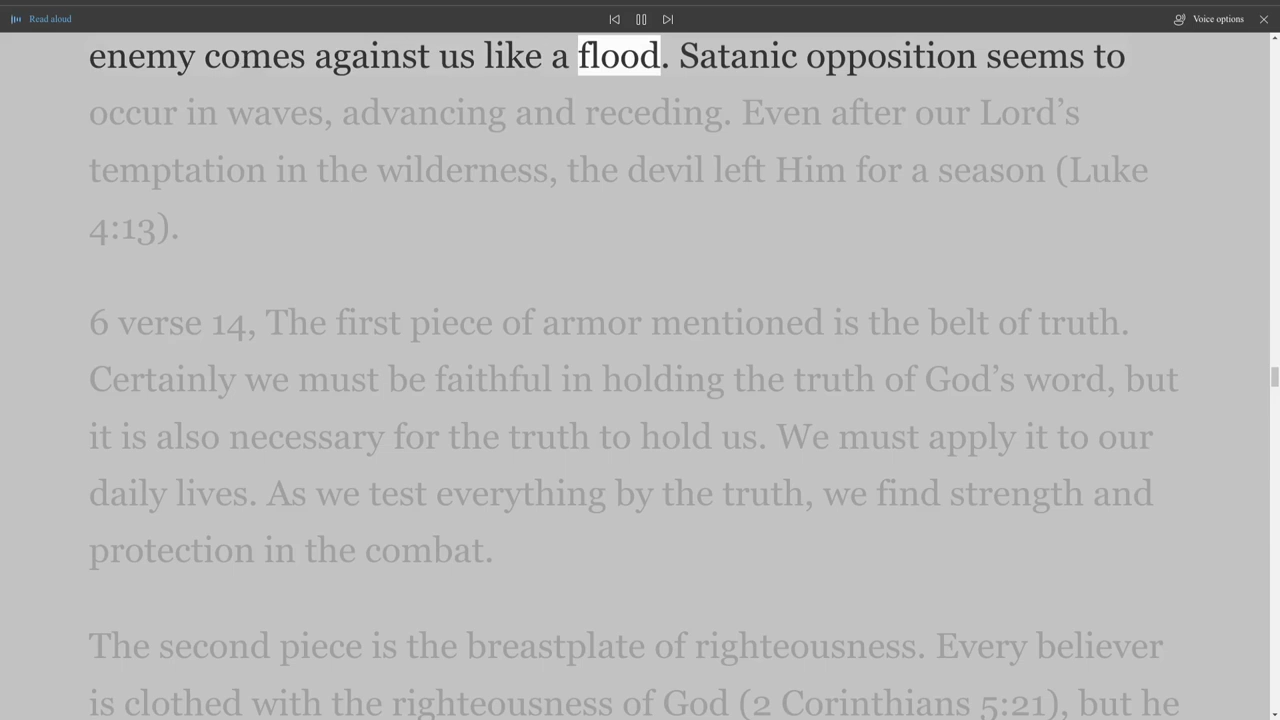 Read aloud
Voice options
enemy comes against us like a flood. Satanic opposition seems to
occur in waves, advancing and receding. Even after our Lord’s
temptation in the wilderness, the devil left Him for a season (Luke
4:13).
6 verse 14, The first piece of armor mentioned is the belt of truth.
Certainly we must be faithful in holding the truth of God’s word, but
it is also necessary for the truth to hold us. We must apply it to our
daily lives. As we test everything by the truth, we find strength and
protection in the combat.
The second piece is the breastplate of righteousness. Every believer
is clothed with the righteousness of God (2 Corinthians 5:21), but he